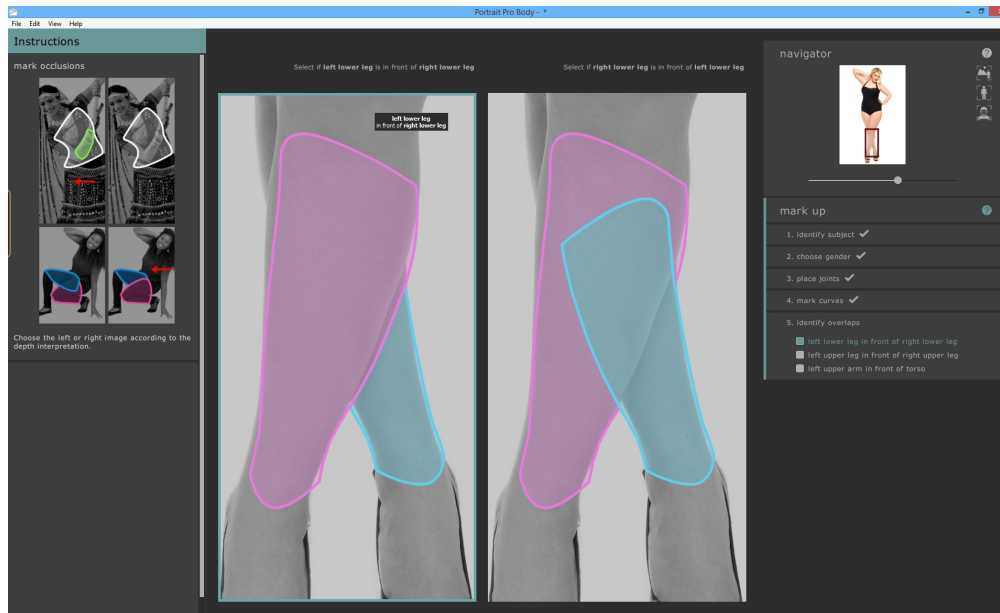 Portrait Pro Body - *
File Edit View Help
Instructions
mark occlusions
Choose the left or right image according to the
depth interpretation.
Select if left lower leg is in front of right lower leg
Select if right lower leg is in front of left lower leg
left lower leg
in front of right lower leg
navigator
?
mark up
?
1. identify subject
2. choose gender
3. place joints
4. mark curves
5. identify overlaps
left lower leg in front of right lower leg
left upper leg in front of right upper leg
left upper arm in front of torso